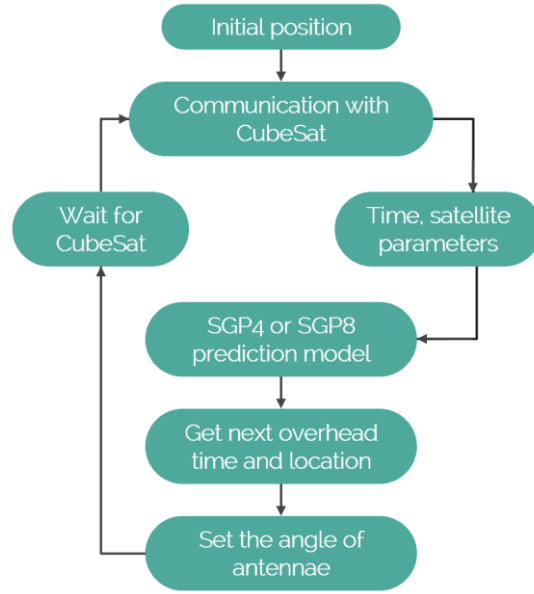 Initial position
Communication with
CubeSat
Wait for
CubeSat
Time, satellite
parameters
SGP4 or SGP8
prediction model
Get next overhead
time and location
Set the angle of
antennae